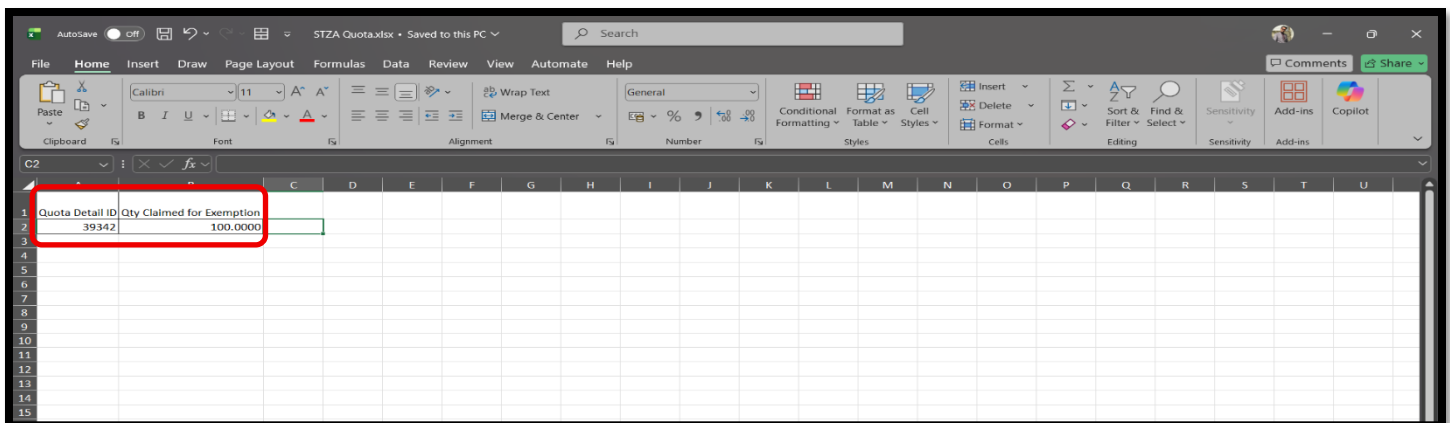 AutoSave Off STZA Quota.xlsx • Saved to this PC Search
File Home Insert Draw Page Layout Formulas Data Review View Automate Help Comments Share
Paste Calibri 11 A^ A˅ Wrap Text General Conditional Formatting Format as Table Cell Styles Insert Delete Format Sort & Filter Find & Select Sensitivity Add-ins Copilot
B I U A Merge & Center % 9
Clipboard Font Alignment Number Styles Cells Editing Sensitivity Add-ins
C2 fx
C D E F G H I J K L M N O P Q R S T U
1 Quota Detail ID Qty Claimed for Exemption
2 39342 100.0000
3
4
5
6
7
8
9
10
11
12
13
14
15